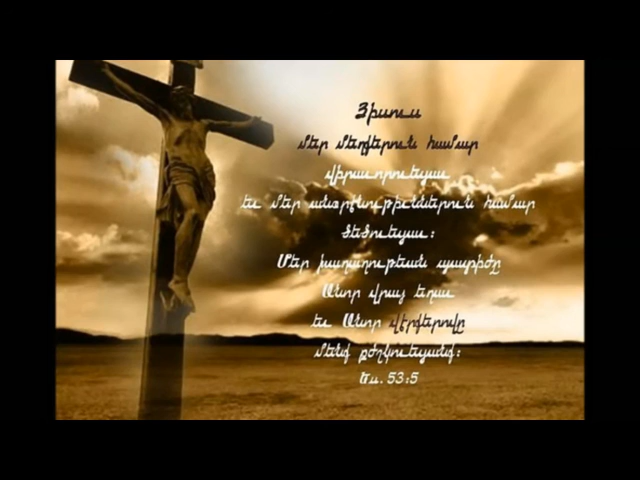 Յիսուս
մեր մեղքերուն համար
վիրաւորուեցաւ
եւ մեր անօրէնութիւններուն համար
ծեծուեցաւ:
Մեր խաղաղութեան պատիժը
Անոր վրայ եղաւ
եւ Անոր վէրքերովը
մենք բժշկուեցանք:
Ես. 53:5